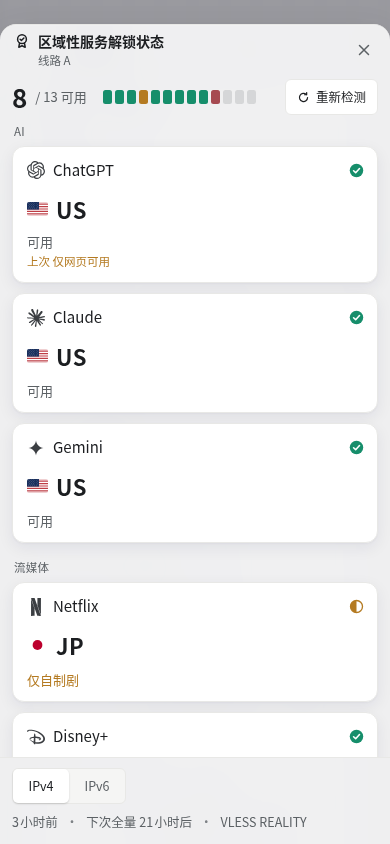 区域性服务解锁状态
线路 A
8 / 13 可用
重新检测
AI
ChatGPT
US
可用
上次 仅网页可用
Claude
US
可用
Gemini
US
可用
流媒体
Netflix
JP
仅自制剧
Disney+
IPv4 IPv6
3小时前 • 下次全量 21小时后 • VLESS REALITY